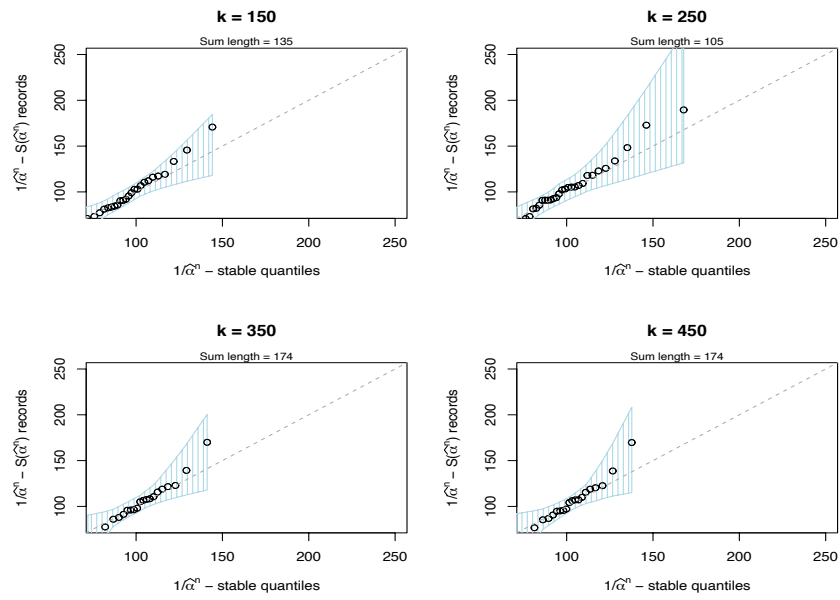 k = 150
Sum length = 135
1/α̂ⁿ − S(α̂ⁿ) records
250
200
150
100
100 150 200 250
1/α̂ⁿ − stable quantiles
k = 250
Sum length = 105
1/α̂ⁿ − S(α̂ⁿ) records
250
200
150
100
100 150 200 250
1/α̂ⁿ − stable quantiles
k = 350
Sum length = 174
1/α̂ⁿ − S(α̂ⁿ) records
250
200
150
100
100 150 200 250
1/α̂ⁿ − stable quantiles
k = 450
Sum length = 174
1/α̂ⁿ − S(α̂ⁿ) records
250
200
150
100
100 150 200 250
1/α̂ⁿ − stable quantiles